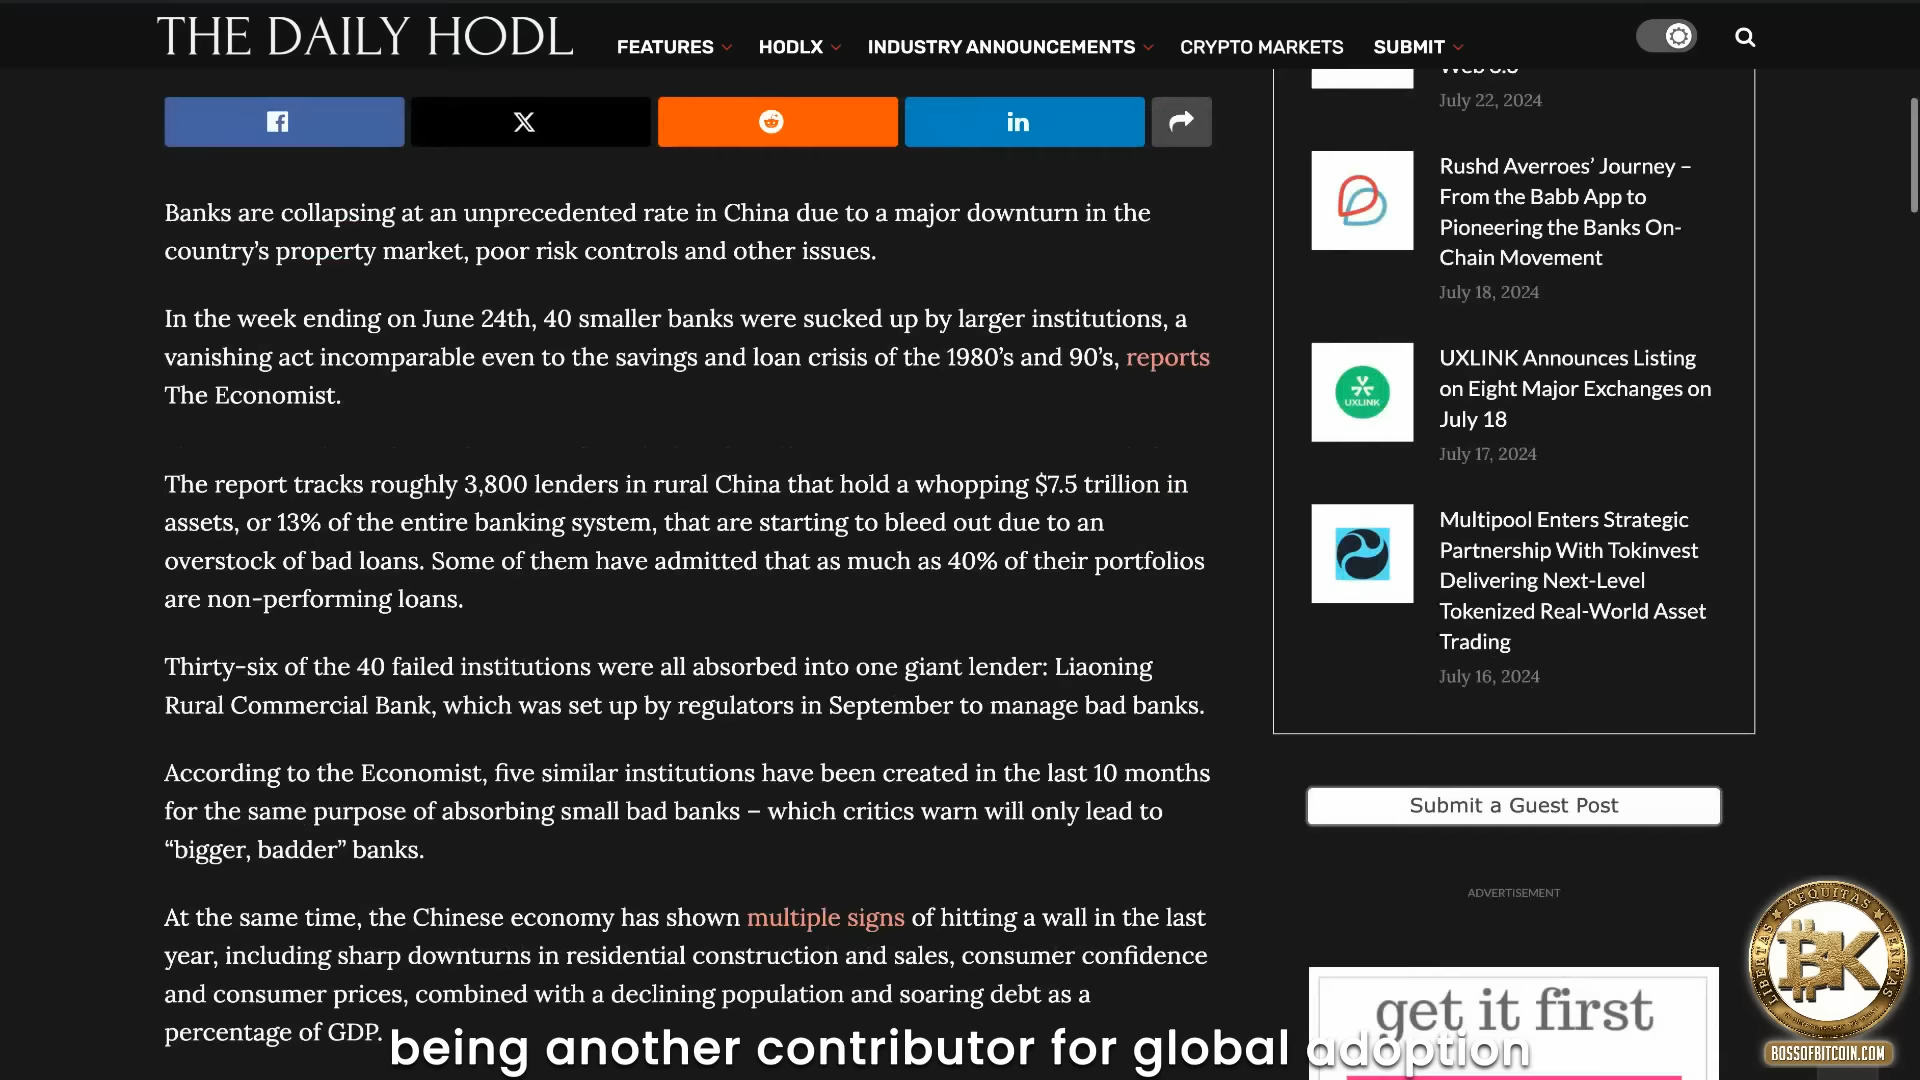 THE DAILY HODL
FEATURES HODLX INDUSTRY ANNOUNCEMENTS CRYPTO MARKETS SUBMIT
Banks are collapsing at an unprecedented rate in China due to a major downturn in the
country’s property market, poor risk controls and other issues.
In the week ending on June 24th, 40 smaller banks were sucked up by larger institutions, a
vanishing act incomparable even to the savings and loan crisis of the 1980’s and 90’s, reports
The Economist.
The report tracks roughly 3,800 lenders in rural China that hold a whopping $7.5 trillion in
assets, or 13% of the entire banking system, that are starting to bleed out due to an
overstock of bad loans. Some of them have admitted that as much as 40% of their portfolios
are non-performing loans.
Thirty-six of the 40 failed institutions were all absorbed into one giant lender: Liaoning
Rural Commercial Bank, which was set up by regulators in September to manage bad banks.
According to the Economist, five similar institutions have been created in the last 10 months
for the same purpose of absorbing small bad banks – which critics warn will only lead to
“bigger, badder” banks.
At the same time, the Chinese economy has shown multiple signs of hitting a wall in the last
year, including sharp downturns in residential construction and sales, consumer confidence
and consumer prices, combined with a declining population and soaring debt as a
percentage of GDP.
Web 3.0
July 22, 2024
Rushd Averroes’ Journey –
From the Babb App to
Pioneering the Banks On-
Chain Movement
July 18, 2024
UXLINK
UXLINK Announces Listing
on Eight Major Exchanges on
July 18
July 17, 2024
Multipool Enters Strategic
Partnership With Tokinvest
Delivering Next-Level
Tokenized Real-World Asset
Trading
July 16, 2024
Submit a Guest Post
ADVERTISEMENT
get it first
being another contributor for global adoption
AEQUITAS
LIBERTAS
VERITAS
BK
BOSSOFBITCOIN.COM